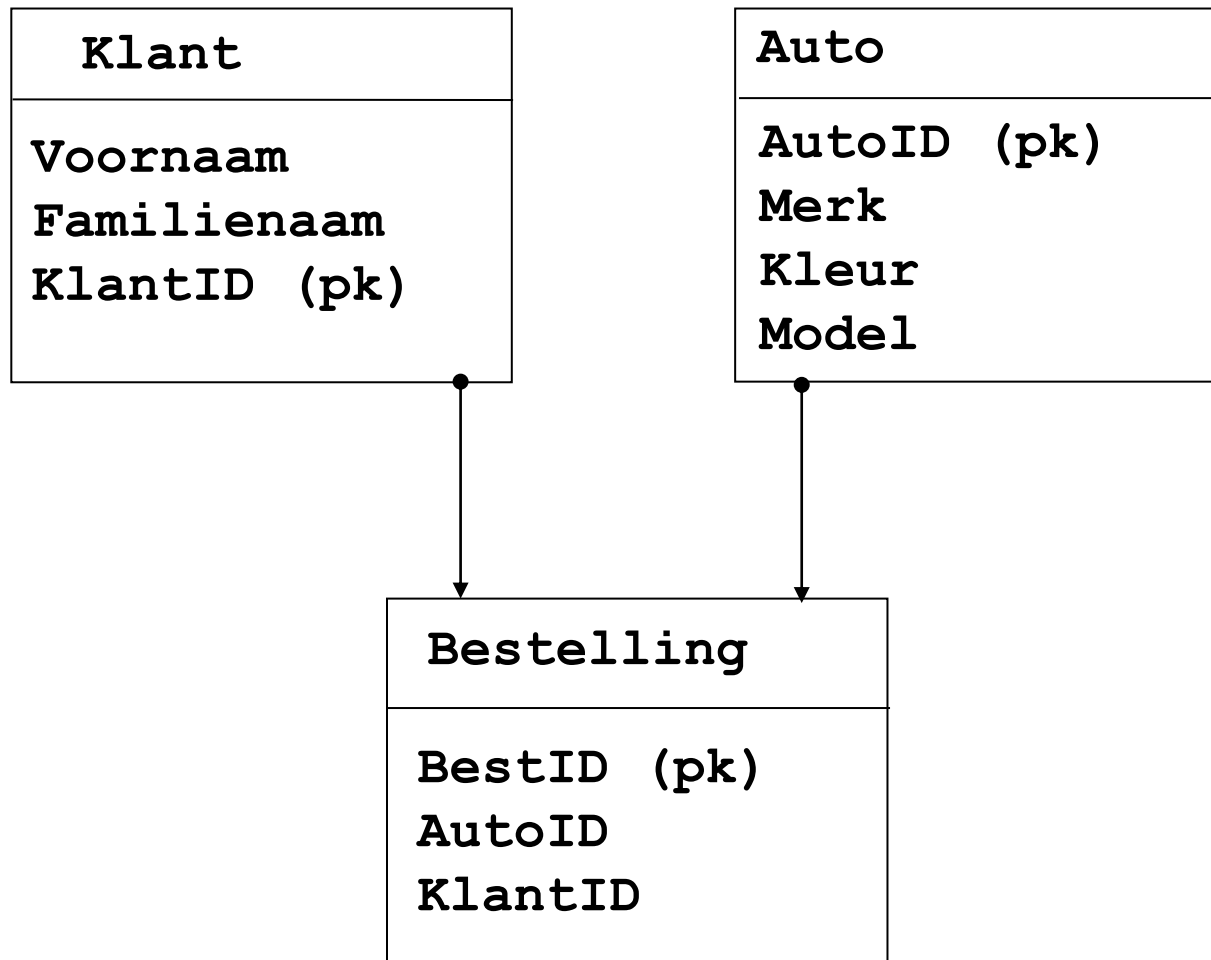 Klant
Voornaam
Familienaam
KlantID (pk)
Auto
AutoID (pk)
Merk
Kleur
Model
Bestelling
BestID (pk)
AutoID
KlantID